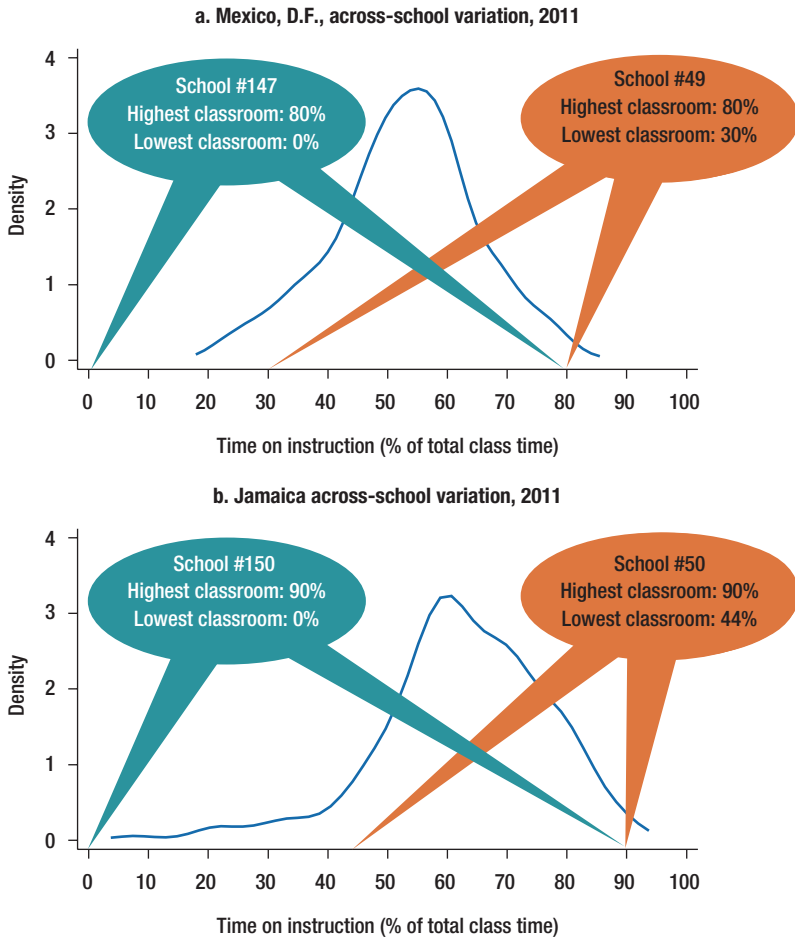 a. Mexico, D.F., across-school variation, 2011
4
3
2
1
0
Density
School #147
Highest classroom: 80%
Lowest classroom: 0%
School #49
Highest classroom: 80%
Lowest classroom: 30%
0 10 20 30 40 50 60 70 80 90 100
Time on instruction (% of total class time)
b. Jamaica across-school variation, 2011
4
3
2
1
0
Density
School #150
Highest classroom: 90%
Lowest classroom: 0%
School #50
Highest classroom: 90%
Lowest classroom: 44%
0 10 20 30 40 50 60 70 80 90 100
Time on instruction (% of total class time)